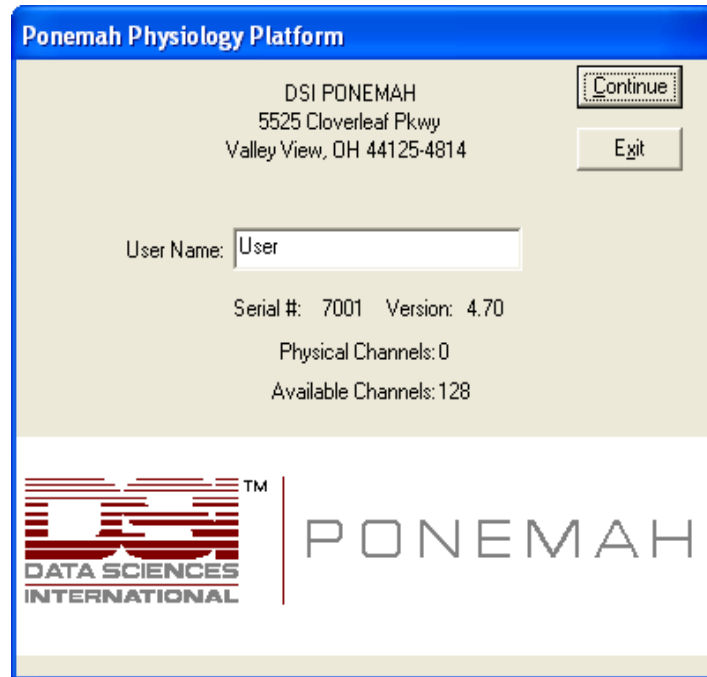 Ponemah Physiology Platform
DSI PONEMAH
5525 Cloverleaf Pkwy
Valley View, OH 44125-4814
Continue
Exit
User Name: User
Serial #: 7001 Version: 4.70
Physical Channels: 0
Available Channels: 128
DSI™
DATA SCIENCES
INTERNATIONAL
PONEMAH